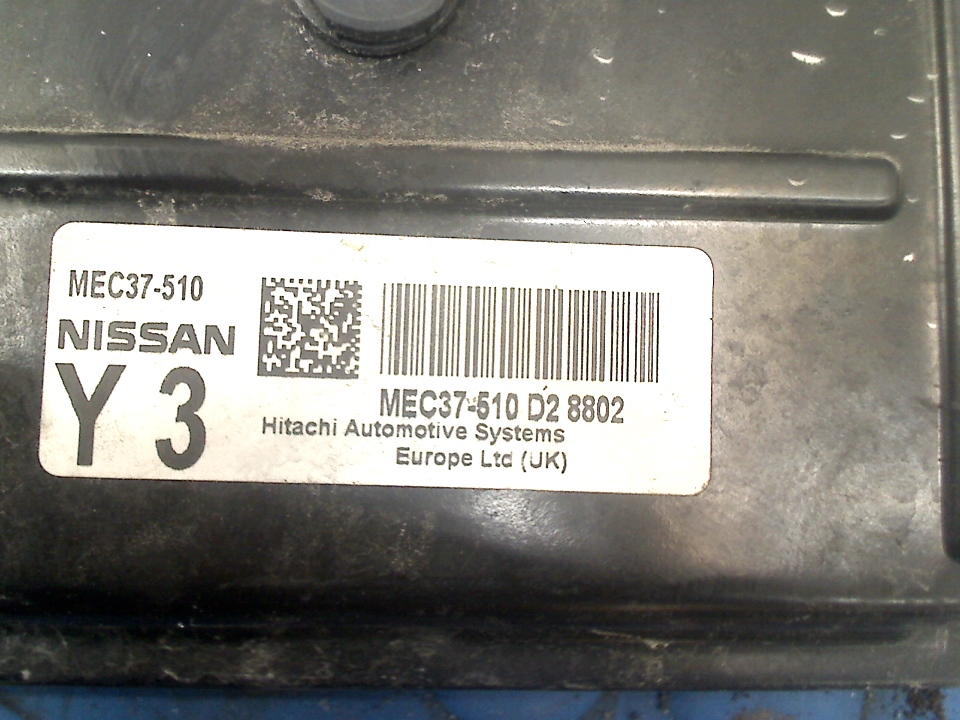 MEC37-510
NISSAN
Y 3
MEC37-510 D2 8802
Hitachi Automotive Systems
Europe Ltd (UK)